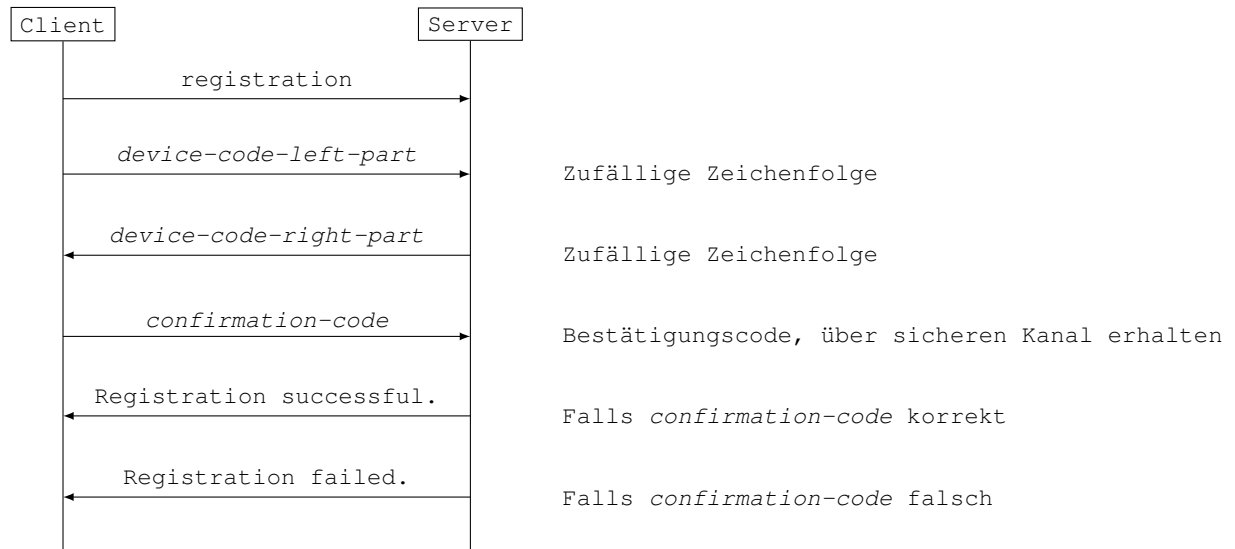 Client
Server
registration
device-code-left-part
Zufällige Zeichenfolge
device-code-right-part
Zufällige Zeichenfolge
confirmation-code
Bestätigungscode, über sicheren Kanal erhalten
Registration successful.
Falls confirmation-code korrekt
Registration failed.
Falls confirmation-code falsch